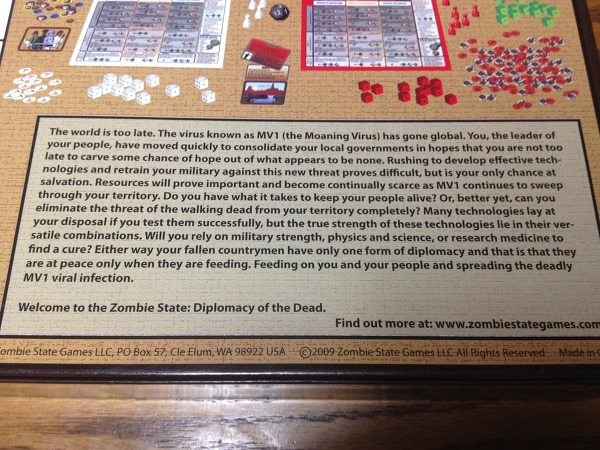 The world is too late. The virus known as MV1 (the Moaning Virus) has gone global. You, the leader of
your people, have moved quickly to consolidate your local governments in hopes that you are not too
late to carve some chance of hope out of what appears to be none. Rushing to develop effective tech-
nologies and retrain your military against this new threat proves difficult, but is your only chance at
salvation. Resources will prove important and become continually scarce as MV1 continues to sweep
through your territory. Do you have what it takes to keep your people alive? Or, better yet, can you
eliminate the threat of the walking dead from your territory completely? Many technologies lay at
your disposal if you test them successfully, but the true strength of these technologies lie in their ver-
satile combinations. Will you rely on military strength, physics and science, or research medicine to
find a cure? Either way your fallen countrymen have only one form of diplomacy and that is that they
are at peace only when they are feeding. Feeding on you and your people and spreading the deadly
MV1 viral infection.
Welcome to the Zombie State: Diplomacy of the Dead.
Find out more at: www.zombiestategames.com
ombie State Games LLC, PO Box 57, Cle Elum, WA 98922 USA ©2009 Zombie State Games LLC All Rights Reserved Made in